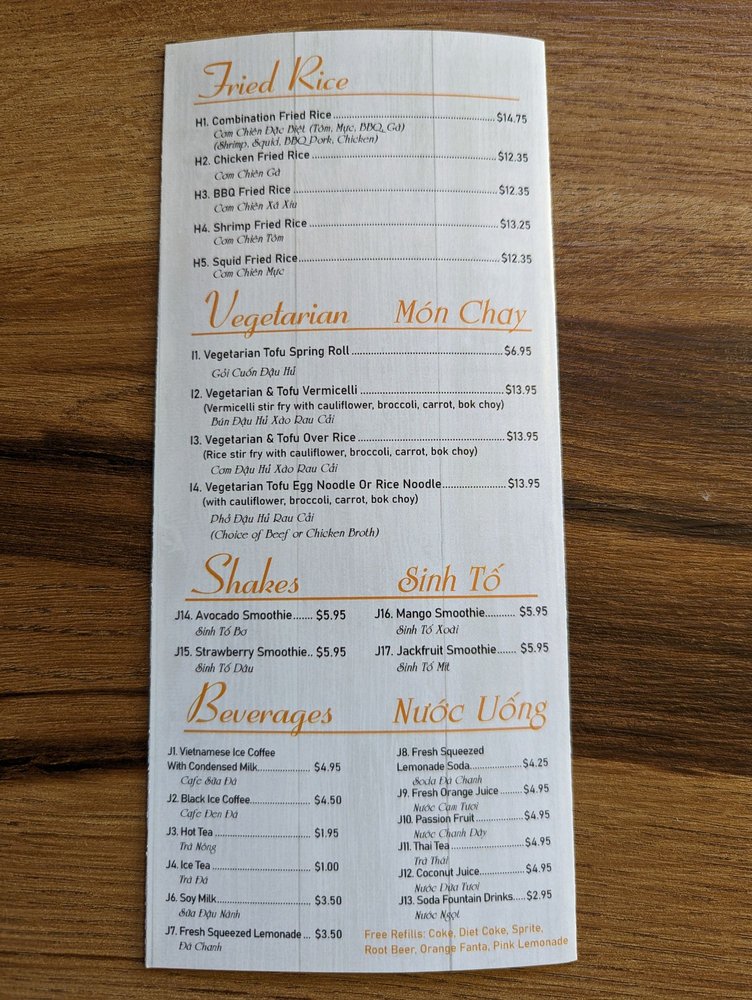 Fried Rice
H1. Combination Fried Rice.......$14.75
Cơm Chiên Đặc Biệt (Tôm, Mực, BBQ, Gà)
(Shrimp, Squid, BBQ Pork, Chicken)
H2. Chicken Fried Rice.......$12.35
Cơm Chiên Gà
H3. BBQ Fried Rice.......$12.35
Cơm Chiên Xá Xíu
H4. Shrimp Fried Rice.......$13.25
Cơm Chiên Tôm
H5. Squid Fried Rice.......$12.35
Cơm Chiên Mực
Vegetarian Món Chay
I1. Vegetarian Tofu Spring Roll.......$6.95
Gỏi Cuốn Đậu Hủ
I2. Vegetarian & Tofu Vermicelli.......$13.95
(Vermicelli stir fry with cauliflower, broccoli, carrot, bok choy)
Bún Đậu Hủ Xào Rau Cải
I3. Vegetarian & Tofu Over Rice.......$13.95
(Rice stir fry with cauliflower, broccoli, carrot, bok choy)
Cơm Đậu Hủ Xào Rau Cải
I4. Vegetarian Tofu Egg Noodle Or Rice Noodle.......$13.95
(with cauliflower, broccoli, carrot, bok choy)
Phở Đậu Hủ Rau Cải
(Choice of Beef or Chicken Broth)
Shakes Sinh Tố
J14. Avocado Smoothie....... $5.95
Sinh Tố Bơ
J15. Strawberry Smoothie.. $5.95
Sinh Tố Dâu
J16. Mango Smoothie.......... $5.95
Sinh Tố Xoài
J17. Jackfruit Smoothie....... $5.95
Sinh Tố Mít
Beverages Nước Uống
J1. Vietnamese Ice Coffee
With Condensed Milk....... $4.95
Cafe Sữa Đá
J2. Black Ice Coffee....... $4.50
Cafe Đen Đá
J3. Hot Tea....... $1.95
Trà Nóng
J4. Ice Tea....... $1.00
Trà Đá
J6. Soy Milk....... $3.50
Sữa Đậu Nành
J7. Fresh Squeezed Lemonade... $3.50
Đá Chanh
J8. Fresh Squeezed
Lemonade Soda.......$4.25
Soda Đá Chanh
J9. Fresh Orange Juice.......$4.95
Nước Cam Tươi
J10. Passion Fruit.......$4.95
Nước Chanh Dây
J11. Thai Tea.......$4.95
Trà Thái
J12. Coconut Juice.......$4.95
Nước Dừa Tươi
J13. Soda Fountain Drinks....$2.95
Nước Ngọt
Free Refills: Coke, Diet Coke, Sprite,
Root Beer, Orange Fanta, Pink Lemonade